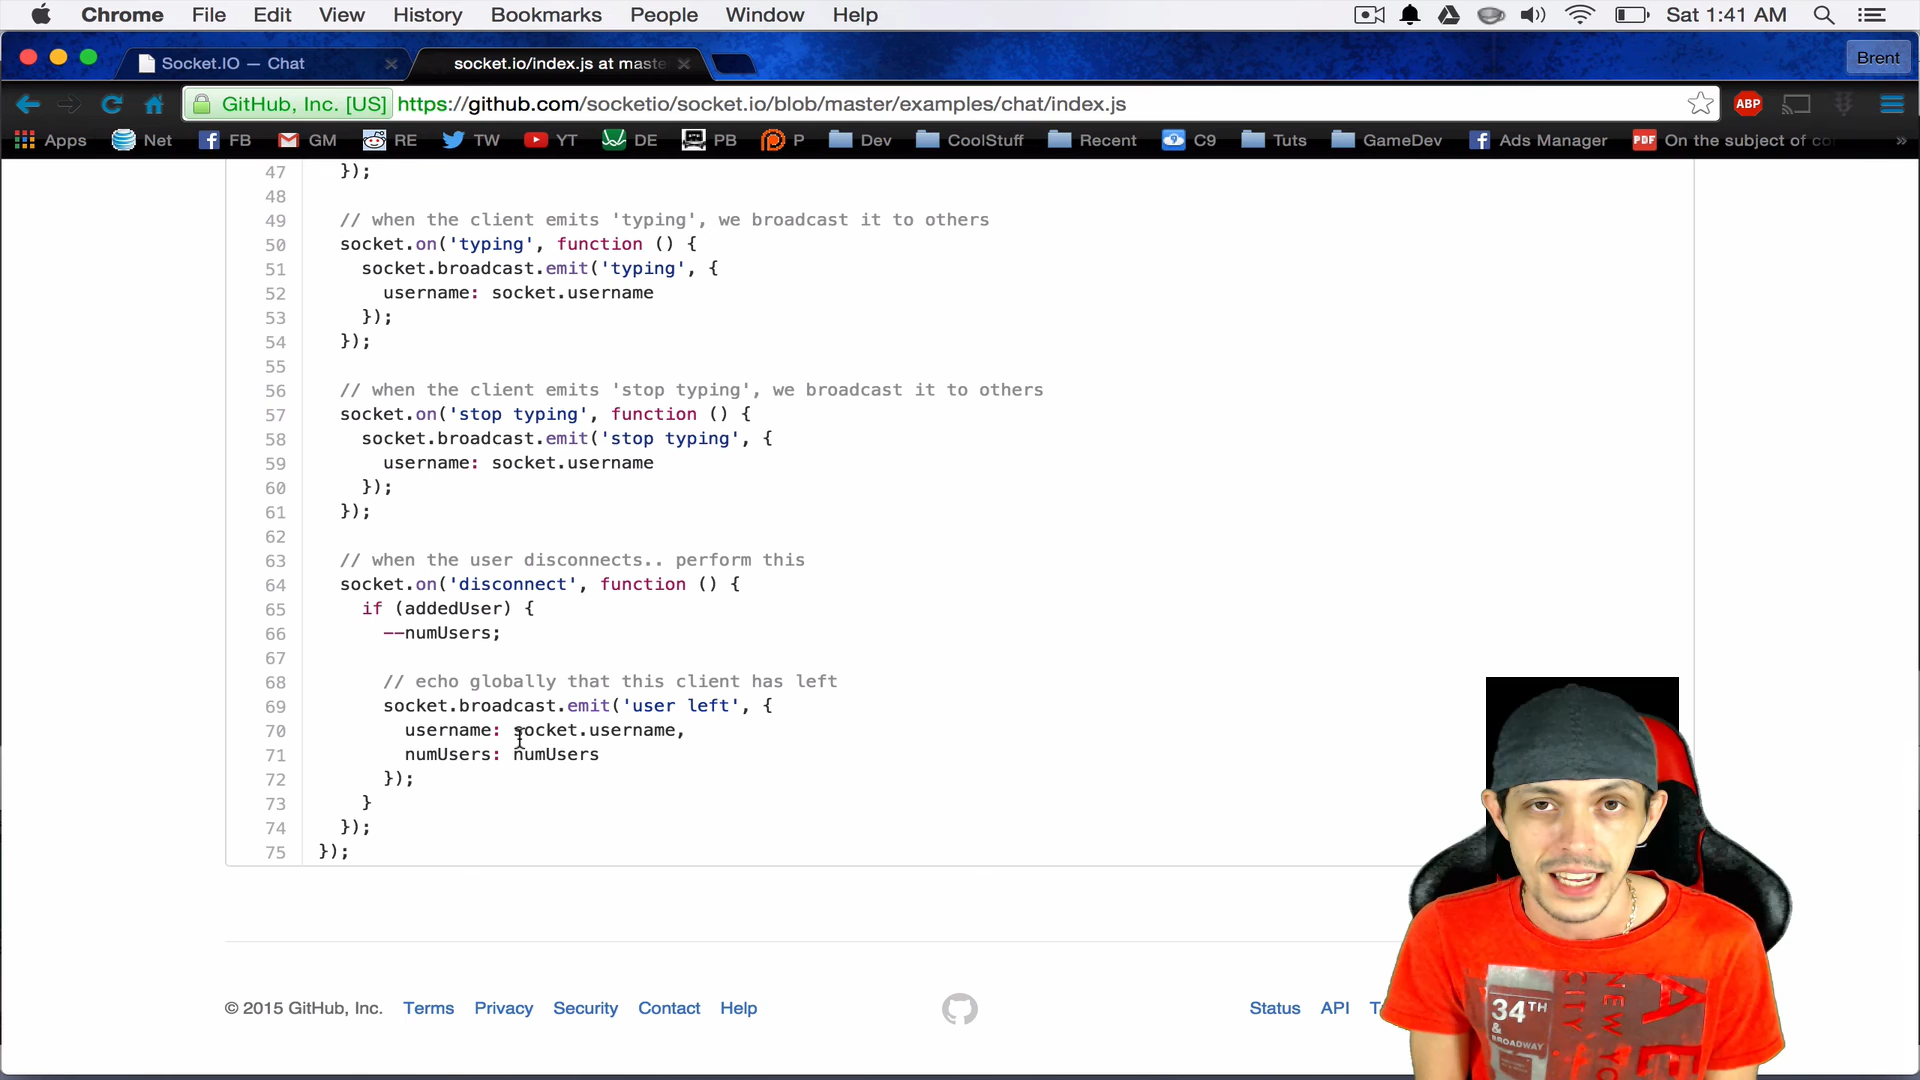 Chrome File Edit View History Bookmarks People Window Help Sat 1:41 AM
Socket.IO — Chat socket.io/index.js at maste Brent
GitHub, Inc. [US] https://github.com/socketio/socket.io/blob/master/examples/chat/index.js ABP
Apps Net FB GM RE TW YT DE PB P Dev CoolStuff Recent C9 Tuts GameDev Ads Manager PDF On the subject of co »
47 });
48
49 // when the client emits 'typing', we broadcast it to others
50 socket.on('typing', function () {
51 socket.broadcast.emit('typing', {
52 username: socket.username
53 });
54 });
55
56 // when the client emits 'stop typing', we broadcast it to others
57 socket.on('stop typing', function () {
58 socket.broadcast.emit('stop typing', {
59 username: socket.username
60 });
61 });
62
63 // when the user disconnects.. perform this
64 socket.on('disconnect', function () {
65 if (addedUser) {
66 --numUsers;
67
68 // echo globally that this client has left
69 socket.broadcast.emit('user left', {
70 username: socket.username,
71 numUsers: numUsers
72 });
73 }
74 });
75 });
© 2015 GitHub, Inc. Terms Privacy Security Contact Help Status API T
34TH
&
BROADWAY
CITY
NEW YO